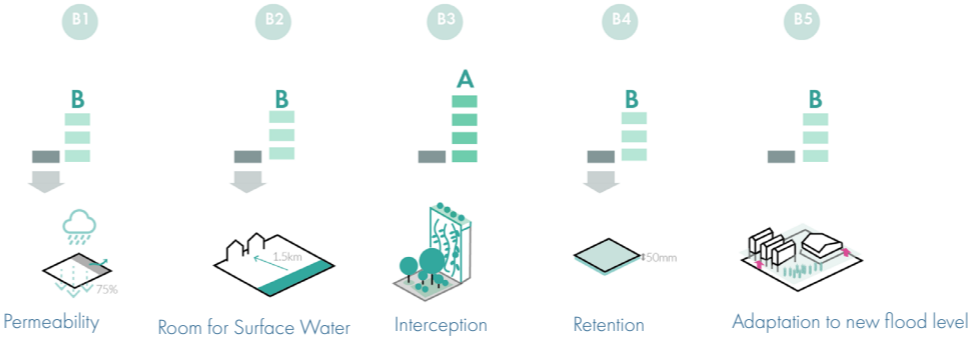 B1 B2 B3 B4 B5
B B A B B
1.5km
50mm
75%
Permeability
Room for Surface Water
Interception
Retention
Adaptation to new flood level